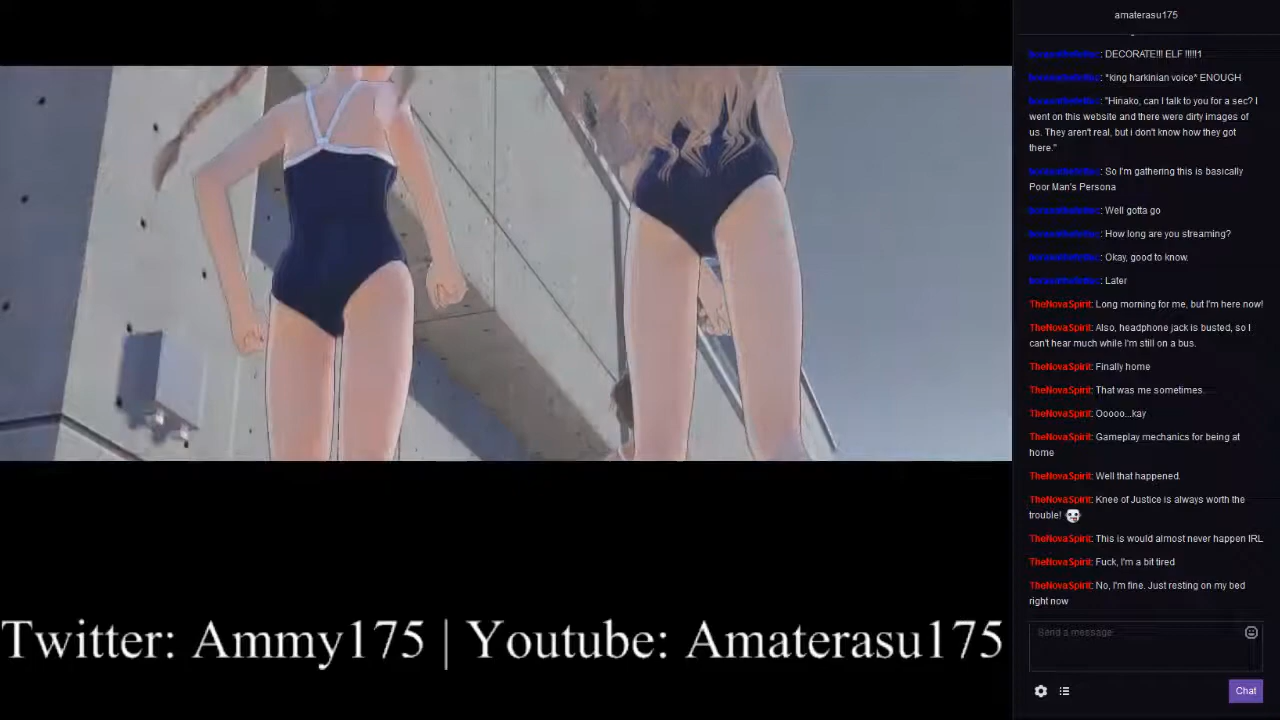 amaterasu175
: DECORATE!!! ELF !!!!!1
: *king harkinian voice* ENOUGH
: "Hinako, can I talk to you for a sec? I
went on this website and there were dirty images of
us. They aren't real, but i don't know how they got
there."
: So I'm gathering this is basically
Poor Man's Persona
: Well gotta go
: How long are you streaming?
: Okay, good to know.
: Later
TheNovaSpirit: Long morning for me, but I'm here now!
TheNovaSpirit: Also, headphone jack is busted, so I
can't hear much while I'm still on a bus.
TheNovaSpirit: Finally home
TheNovaSpirit: That was me sometimes.
TheNovaSpirit: Ooooo...kay
TheNovaSpirit: Gameplay mechanics for being at
home
TheNovaSpirit: Well that happened.
TheNovaSpirit: Knee of Justice is always worth the
trouble!
TheNovaSpirit: This is would almost never happen IRL
TheNovaSpirit: Fuck, I'm a bit tired
TheNovaSpirit: No, I'm fine. Just resting on my bed
right now
Send a message
Chat
Twitter: Ammy175 | Youtube: Amaterasu175